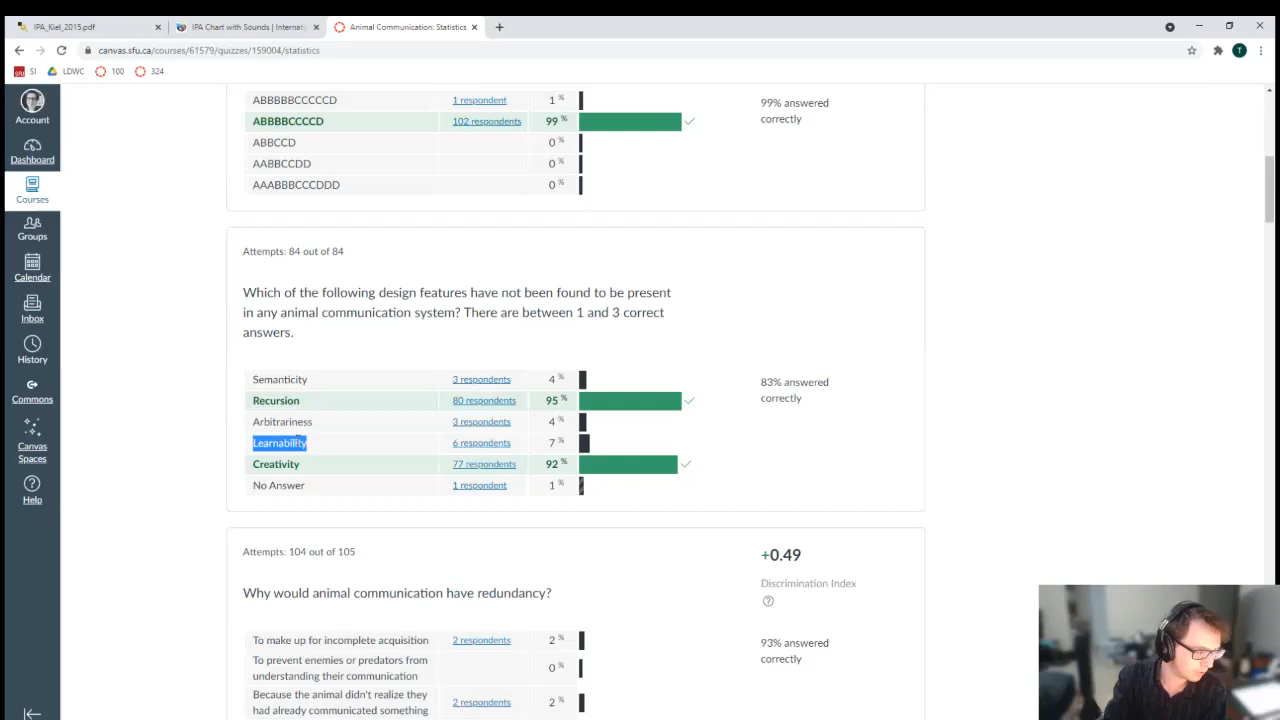 IPA_Kiel_2015.pdf
IPA Chart with Sounds | Internati
Animal Communication: Statistics
canvas.sfu.ca/courses/61579/quizzes/159004/statistics
T
SFU SI
LDWC
100
324
Account
Dashboard
Courses
Groups
Calendar
Inbox
History
Commons
Canvas
Spaces
Help
ABBBBBCCCCCD 1 respondent 1 %
ABBBBCCCCD 102 respondents 99 %
ABBCCD 0 %
AABBCCDD 0 %
AAABBBCCCDDD 0 %
99% answered
correctly
Attempts: 84 out of 84
Which of the following design features have not been found to be present
in any animal communication system? There are between 1 and 3 correct
answers.
Semanticity 3 respondents 4 %
Recursion 80 respondents 95 %
Arbitrariness 3 respondents 4 %
Learnability 6 respondents 7 %
Creativity 77 respondents 92 %
No Answer 1 respondent 1 %
83% answered
correctly
Attempts: 104 out of 105
+0.49
Discrimination Index
Why would animal communication have redundancy?
To make up for incomplete acquisition 2 respondents 2 %
To prevent enemies or predators from
understanding their communication 0 %
Because the animal didn't realize they
had already communicated something 2 respondents 2 %
93% answered
correctly